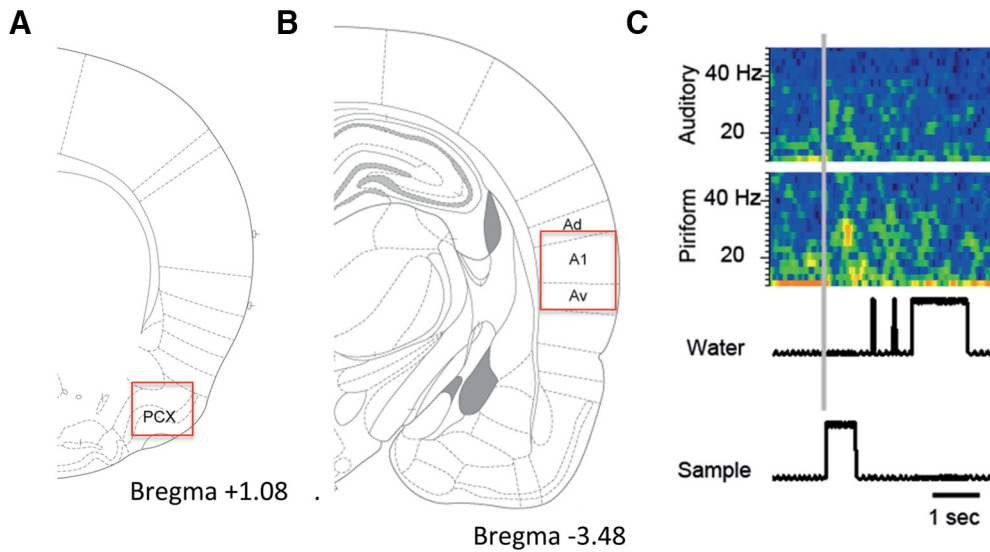 A
PCX
Bregma +1.08 .
B
Ad
A1
Av
Bregma -3.48
C
Auditory
40 Hz
20
Piriform
40 Hz
20
Water
Sample
1 sec